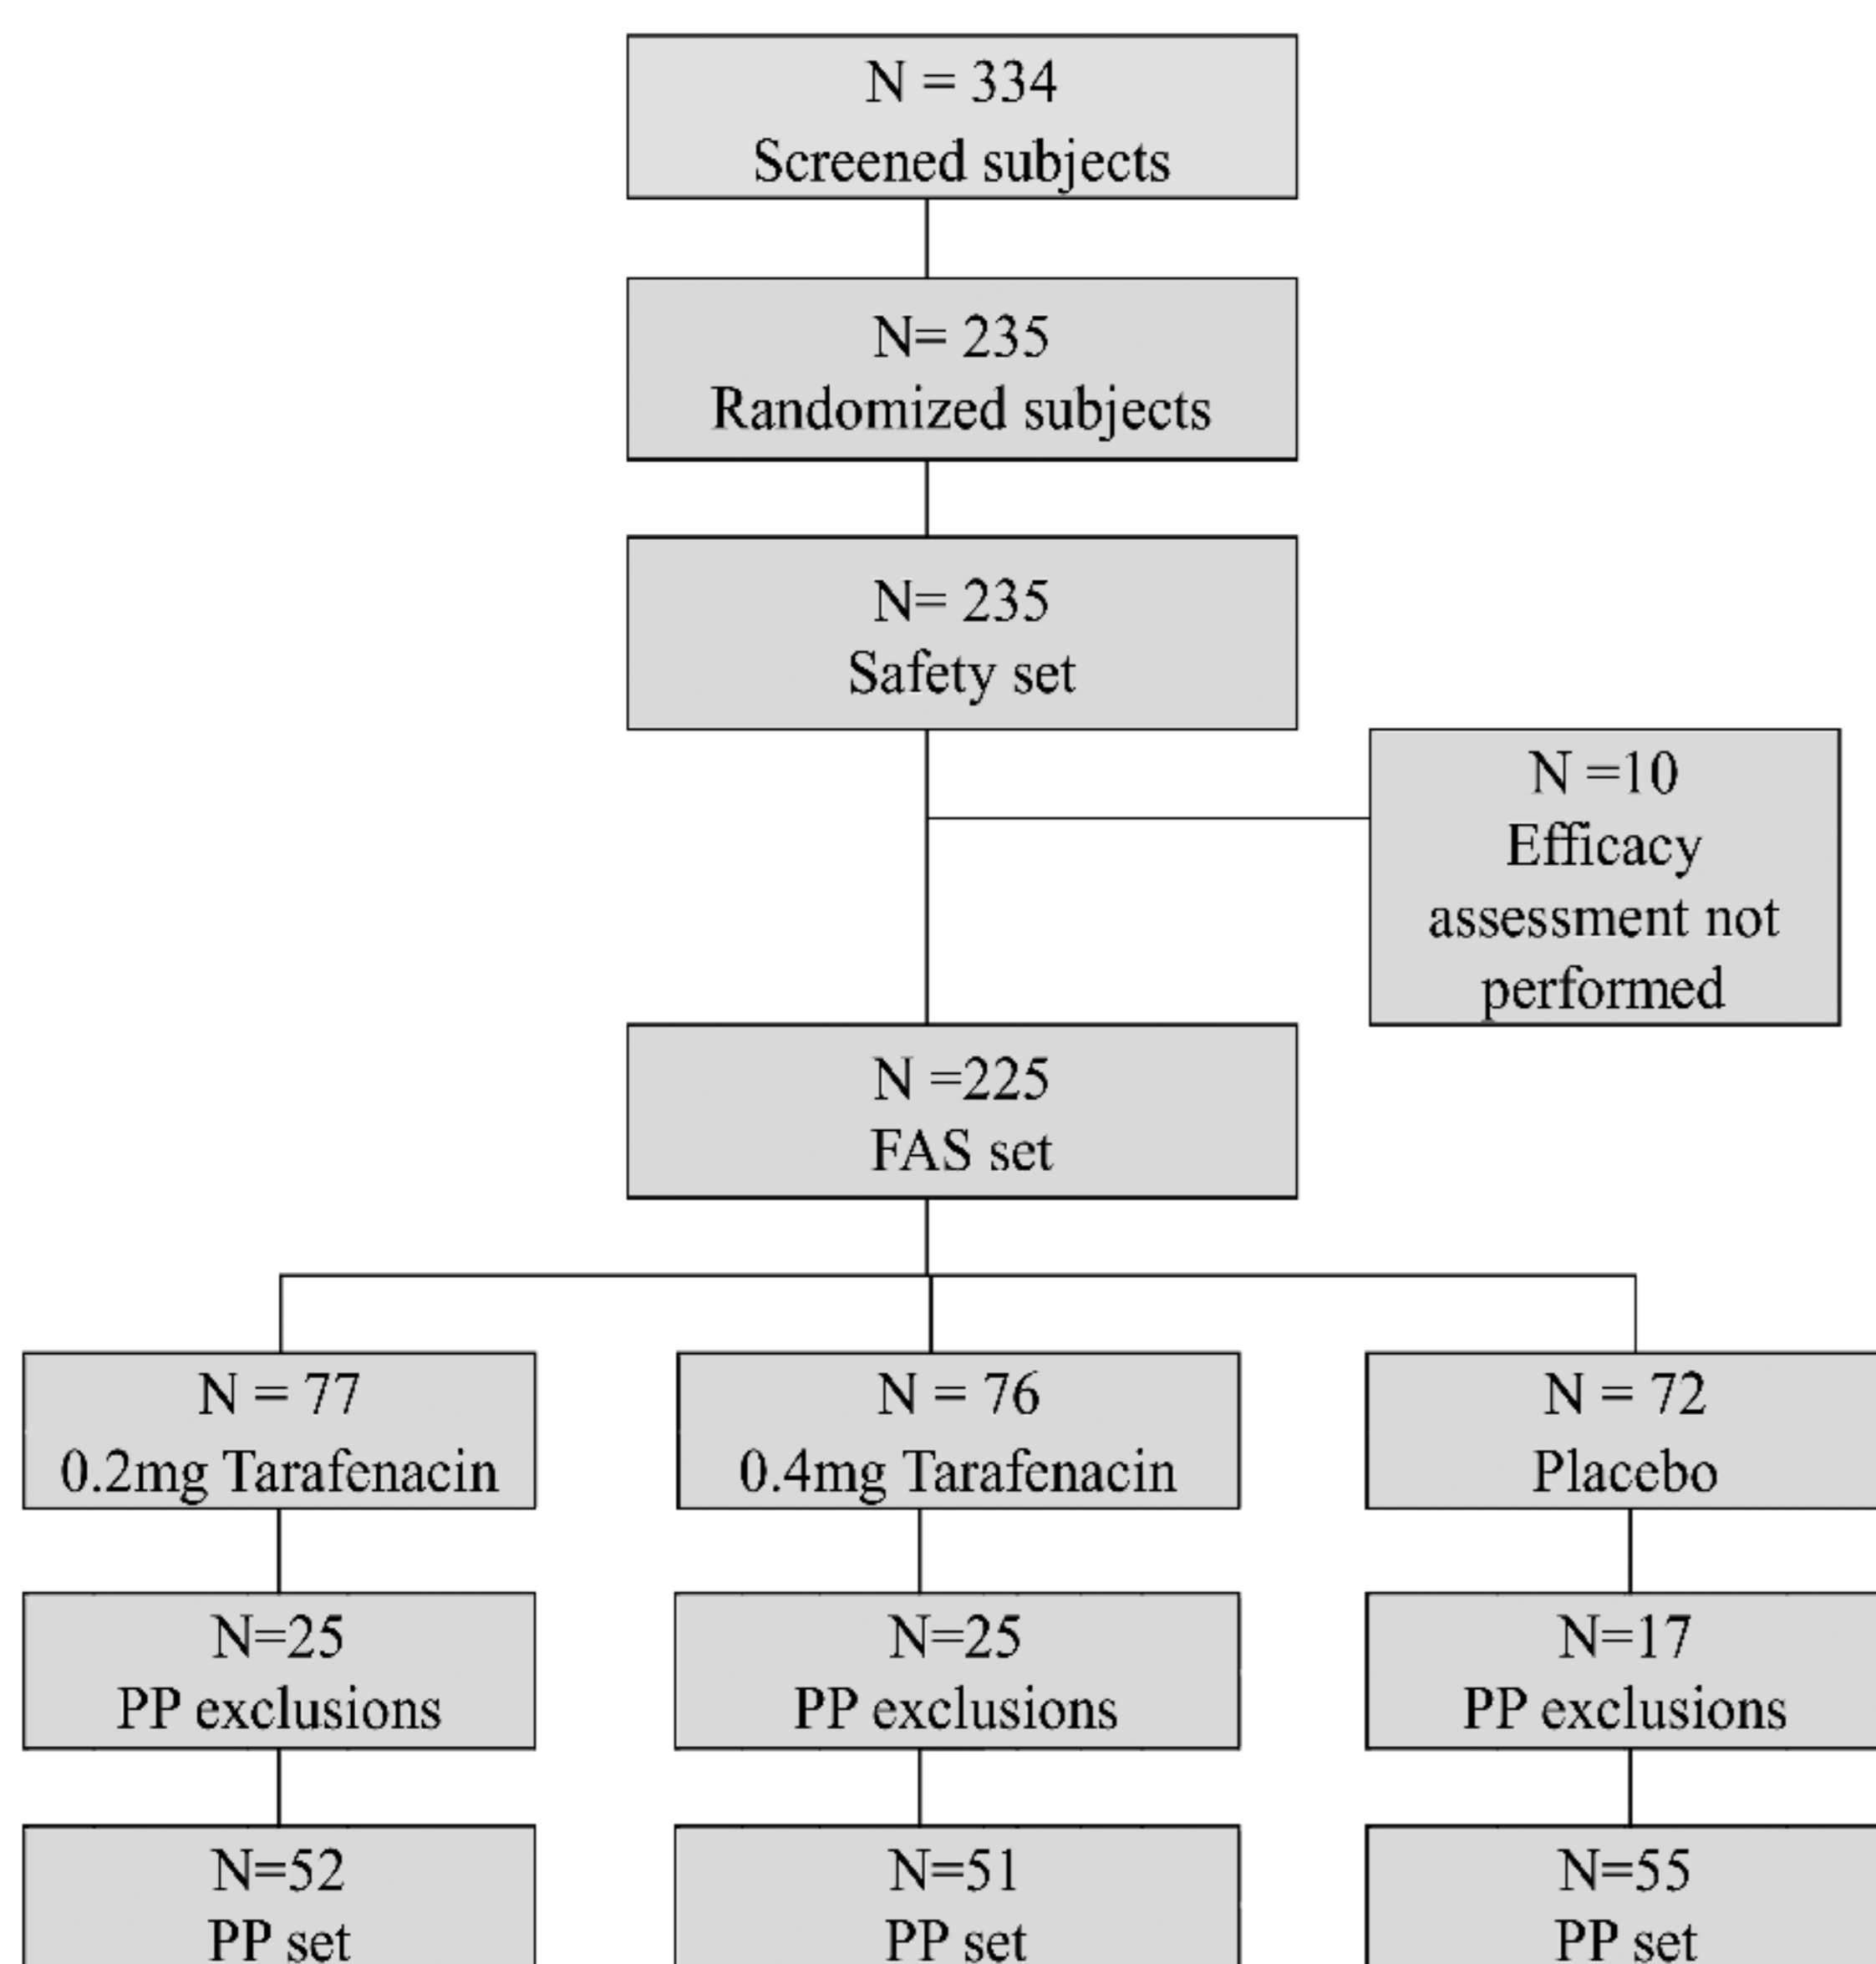 N = 334
Screened subjects
N= 235
Randomized subjects
N= 235
Safety set
N =10
Efficacy
assessment not
performed
N =225
FAS set
N = 77
0.2mg Tarafenacin
N = 76
0.4mg Tarafenacin
N = 72
Placebo
N=25
PP exclusions
N=25
PP exclusions
N=17
PP exclusions
N=52
PP set
N=51
PP set
N=55
PP set